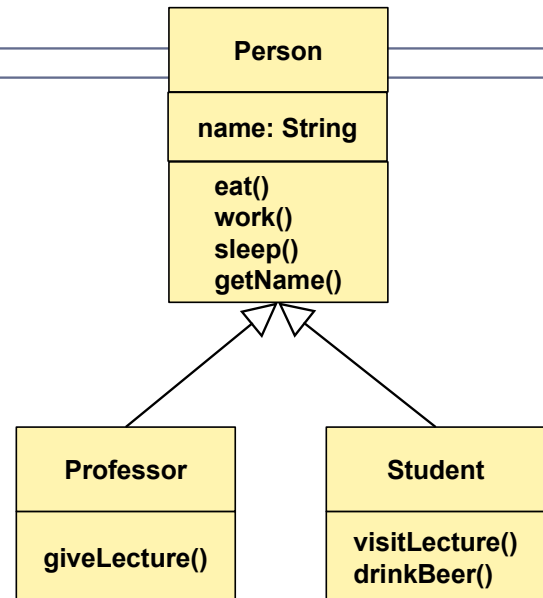 Person
name: String
eat()
work()
sleep()
getName()
Professor
giveLecture()
Student
visitLecture()
drinkBeer()